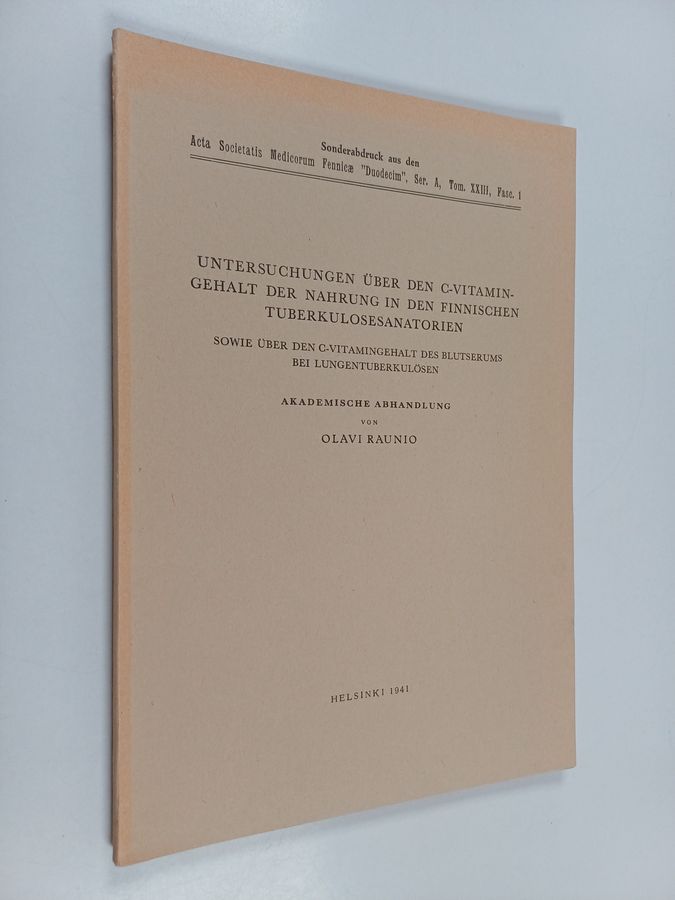 Sonderabdruck aus den
Acta Societatis Medicorum Fennicæ "Duodecim", Ser. A, Tom. XXIII, Fasc. 1
UNTERSUCHUNGEN ÜBER DEN C-VITAMIN-
GEHALT DER NAHRUNG IN DEN FINNISCHEN
TUBERKULOSESANATORIEN
SOWIE ÜBER DEN C-VITAMINGEHALT DES BLUTSERUMS
BEI LUNGENTUBERKULÖSEN
AKADEMISCHE ABHANDLUNG
VON
OLAVI RAUNIO
HELSINKI 1941